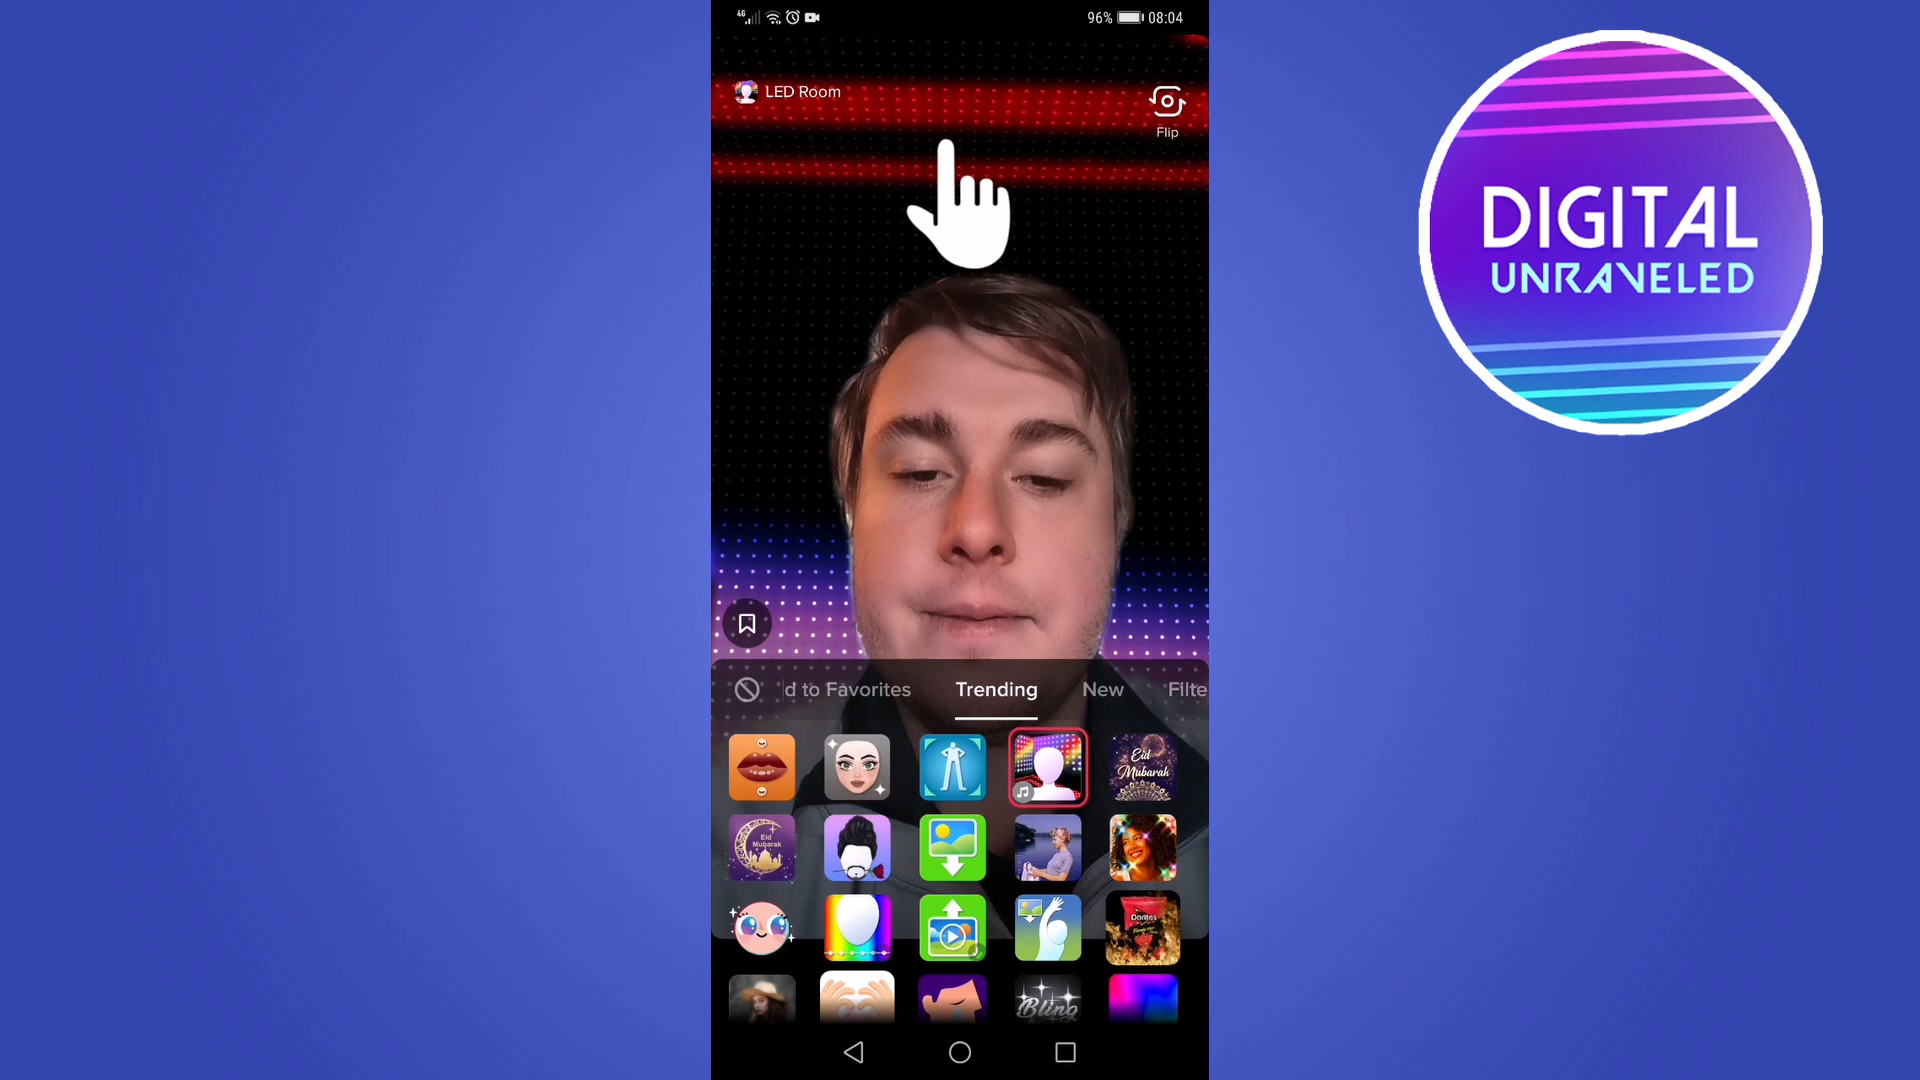 4G
96%
08:04
LED Room
Flip
DIGITAL
UNRAVELED
d to Favorites
Trending
New
Filte
Eid
Mubarak
Eid
Mubarak
Doritos
Bling